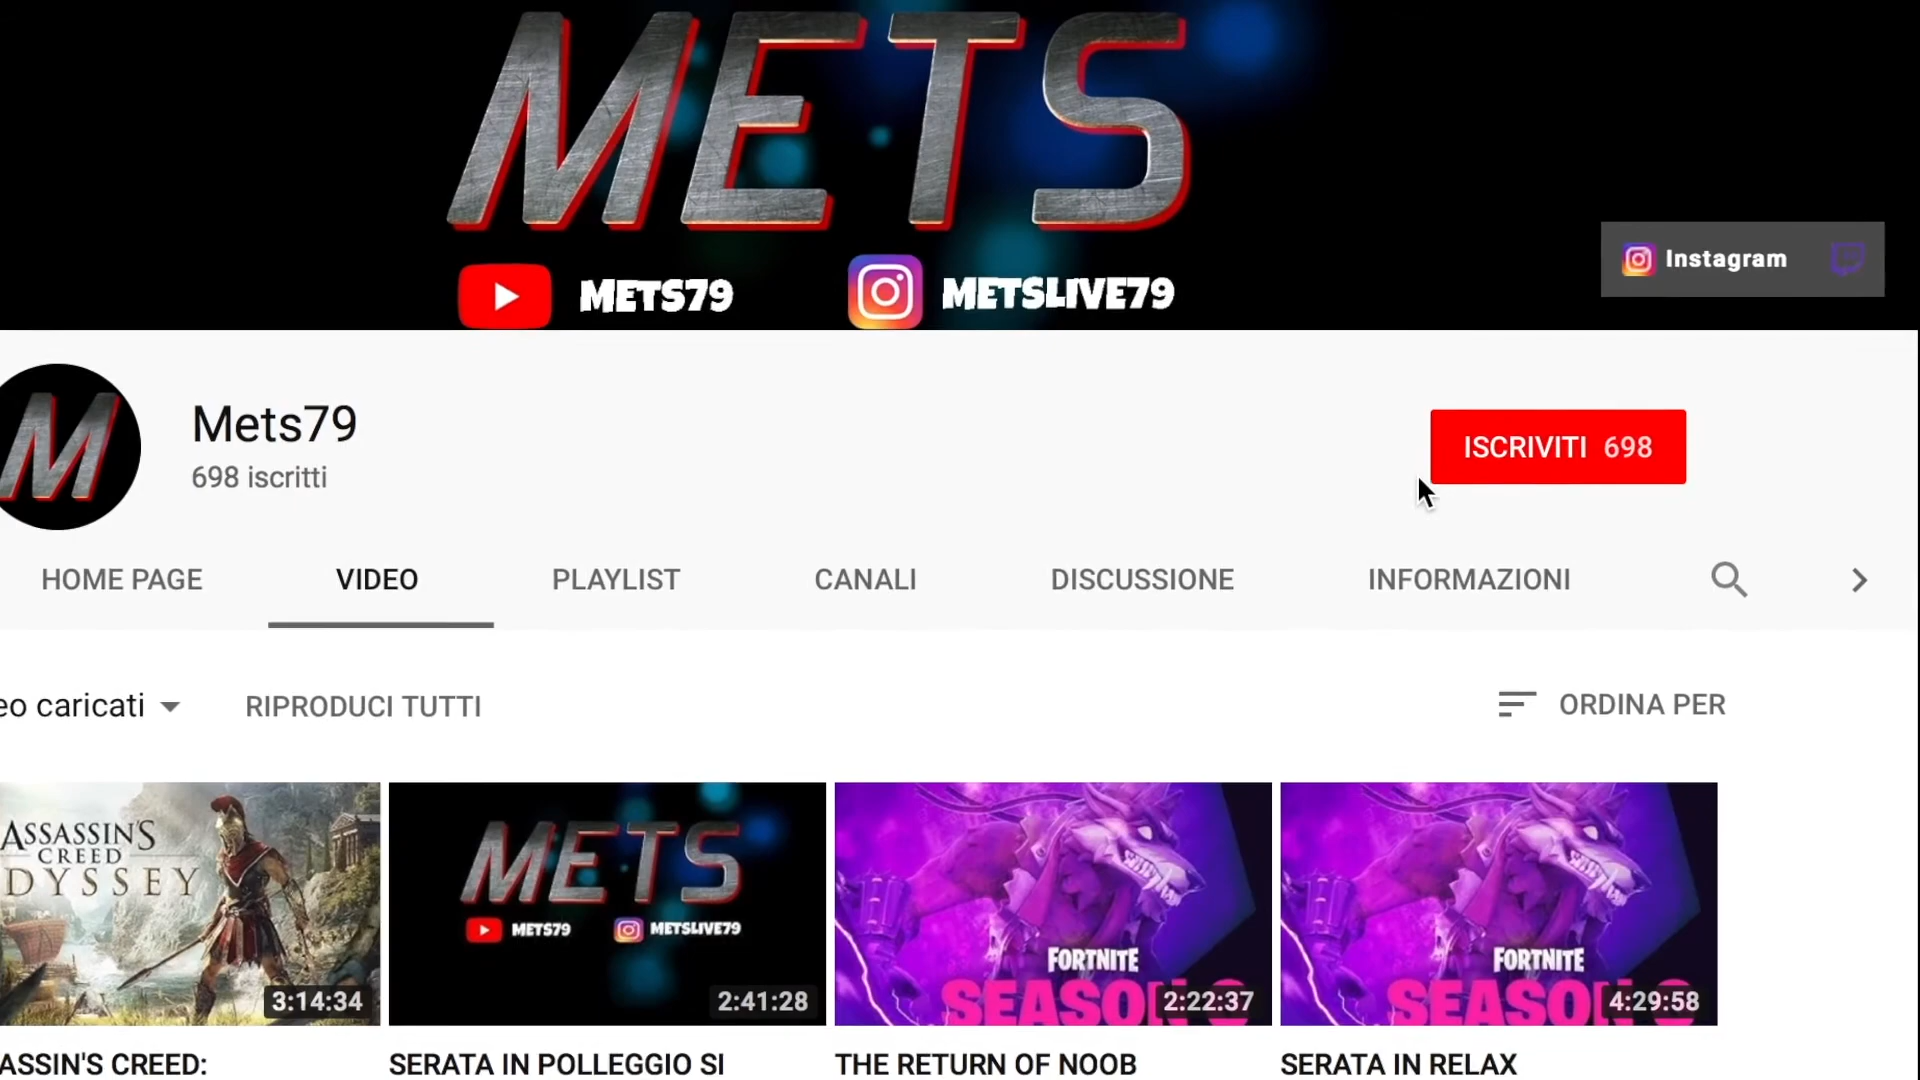 METS
METS79
METSLIVE79
Instagram
M
Mets79
698 iscritti
ISCRIVITI 698
HOME PAGE
VIDEO
PLAYLIST
CANALI
DISCUSSIONE
INFORMAZIONI
eo caricati
RIPRODUCI TUTTI
ORDINA PER
ASSASSIN'S
CREED
DYSSEY
3:14:34
METS
METS79
METSLIVE79
2:41:28
FORTNITE
SEASO
2:22:37
FORTNITE
SEASO
4:29:58
ASSIN'S CREED:
SERATA IN POLLEGGIO SI
THE RETURN OF NOOB
SERATA IN RELAX